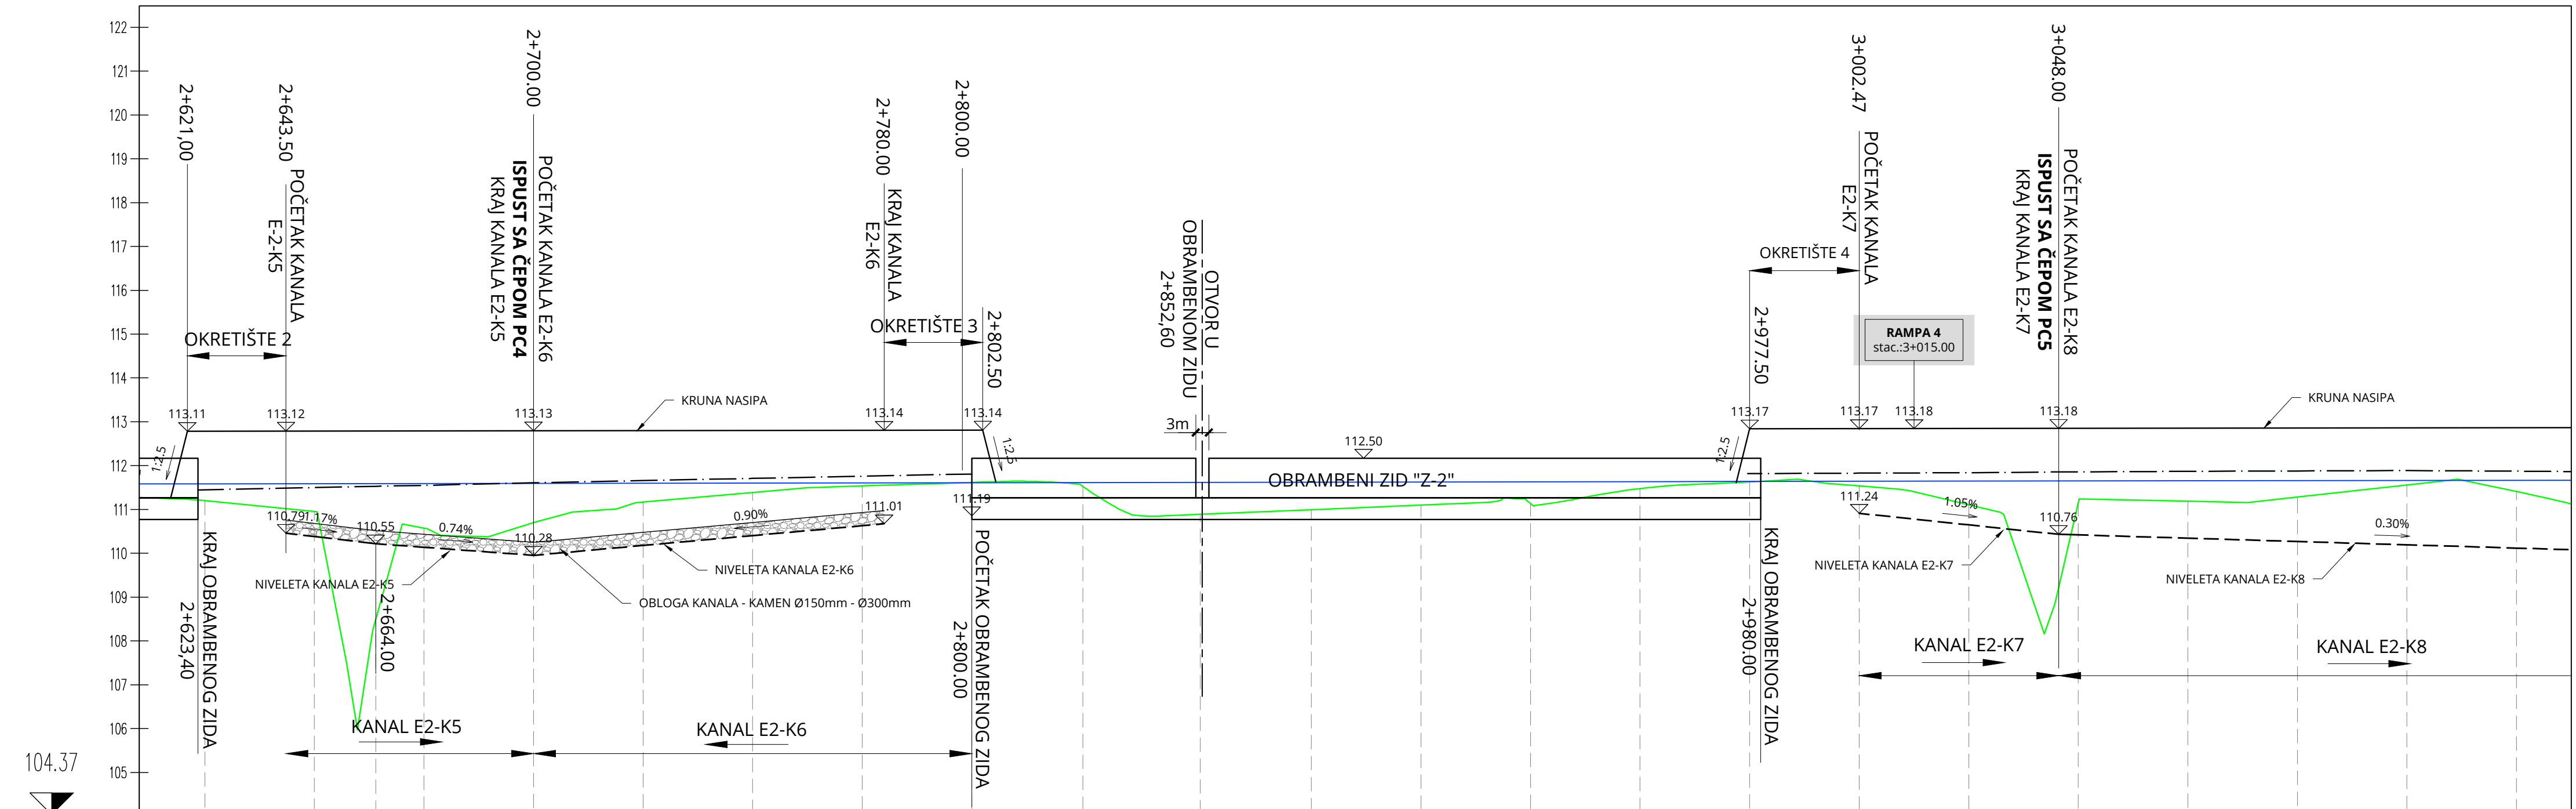 122
121
120
119
118
117
116
115
114
113
112
111
110
109
108
107
106
105
104.37
2+621,00
2+643.50
POČETAK KANALA
E-2-K5
OKRETIŠTE 2
2+700.00
POČETAK KANALA E2-K6
ISPUST SA ČEPOM PC4
KRAJ KANALA E2-K5
2+780.00
KRAJ KANALA
E2-K6
2+800.00
OKRETIŠTE 3
2+802.50
OTVOR U
OBRAMBENOM ZIDU
2+852,60
3m
2+977.50
OKRETIŠTE 4
3+002.47
POČETAK KANALA
E2-K7
RAMPA 4
stac.:3+015.00
3+048.00
POČETAK KANALA E2-K8
ISPUST SA ČEPOM PC5
KRAJ KANALA E2-K7
113.11
113.12
113.13
KRUNA NASIPA
113.14
113.14
113.17
113.17
113.18
113.18
KRUNA NASIPA
1:2.5
1:2.5
1:2.5
112.50
OBRAMBENI ZID "Z-2"
110.79
1.17%
110.55
0.74%
110.28
0.90%
111.01
111.19
111.24
1.05%
110.76
0.30%
NIVELETA KANALA E2-K5
NIVELETA KANALA E2-K6
OBLOGA KANALA - KAMEN Ø150mm - Ø300mm
NIVELETA KANALA E2-K7
NIVELETA KANALA E2-K8
KRAJ OBRAMBENOG ZIDA
2+623,40
2+664.00
POČETAK OBRAMBENOG ZIDA
2+800.00
KRAJ OBRAMBENOG ZIDA
2+980.00
KANAL E2-K5
KANAL E2-K6
KANAL E2-K7
KANAL E2-K8